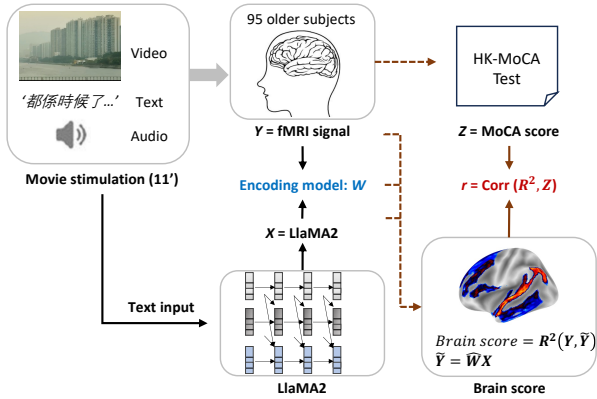 Video
‘都係時候了...’
Text
Audio
Movie stimulation (11’)
Text input
95 older subjects
Y = fMRI signal
Encoding model: W
X = LlaMA2
LlaMA2
HK-MoCA
Test
Z = MoCA score
r = Corr (R², Z)
Brain score = R²(Y, Ỹ)
Ỹ = ŴX
Brain score